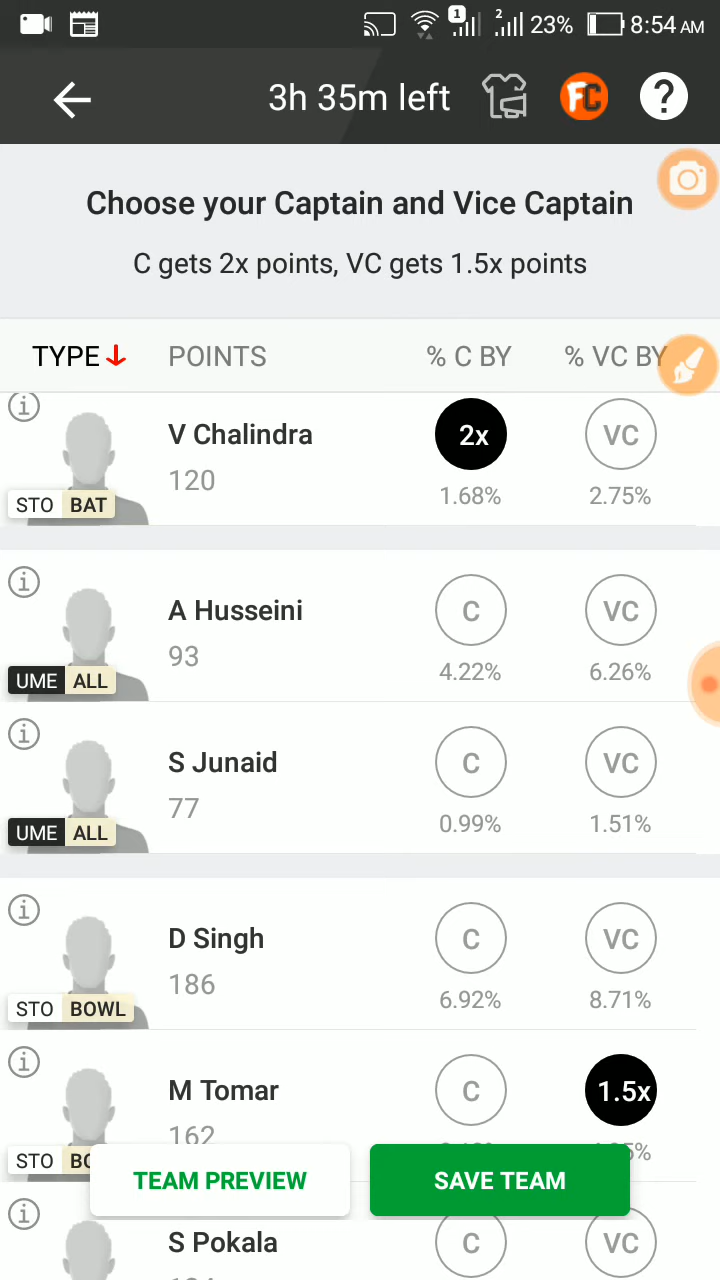 1 2 23% 8:54 AM
3h 35m left FC ?
Choose your Captain and Vice Captain
C gets 2x points, VC gets 1.5x points
TYPE POINTS % C BY % VC BY
V Chalindra
120
STO BAT
2x
1.68%
VC
2.75%
A Husseini
93
UME ALL
C
4.22%
VC
6.26%
S Junaid
77
UME ALL
C
0.99%
VC
1.51%
D Singh
186
STO BOWL
C
6.92%
VC
8.71%
M Tomar
162
STO
C
1.5x
TEAM PREVIEW SAVE TEAM
S Pokala
C
VC